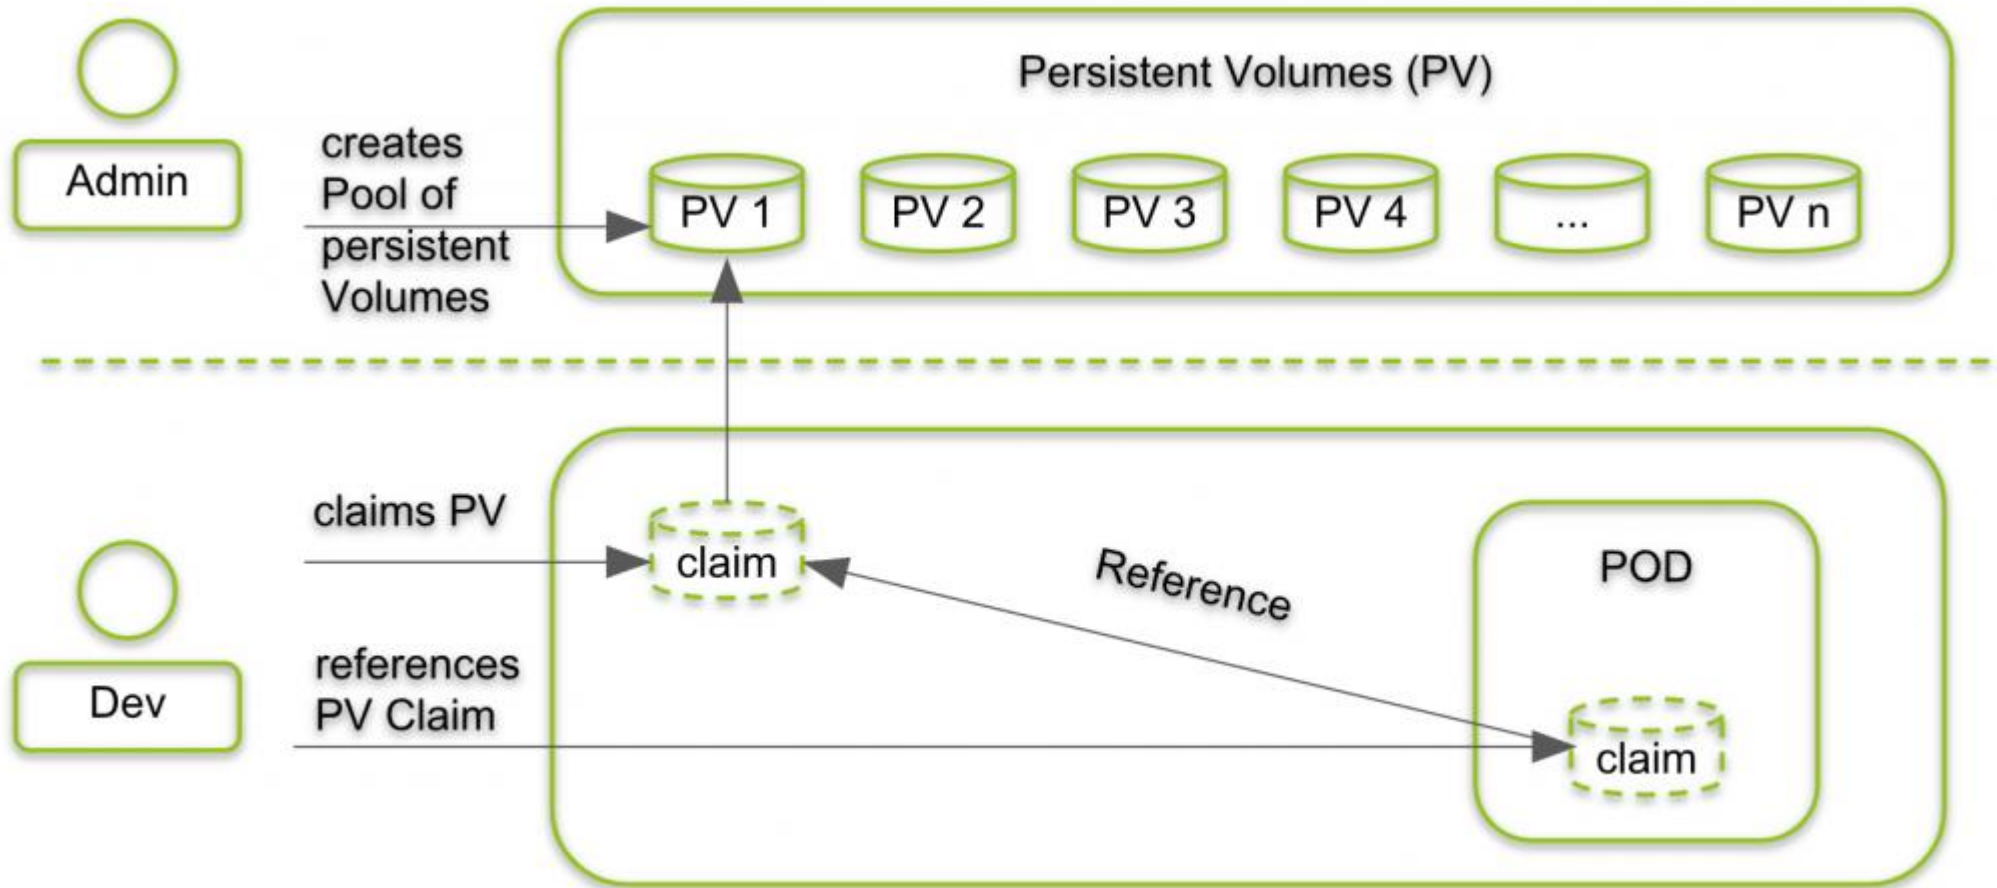 Persistent Volumes (PV)
Admin
creates
Pool of
persistent
Volumes
PV 1
PV 2
PV 3
PV 4
...
PV n
claims PV
claim
Reference
POD
Dev
references
PV Claim
claim